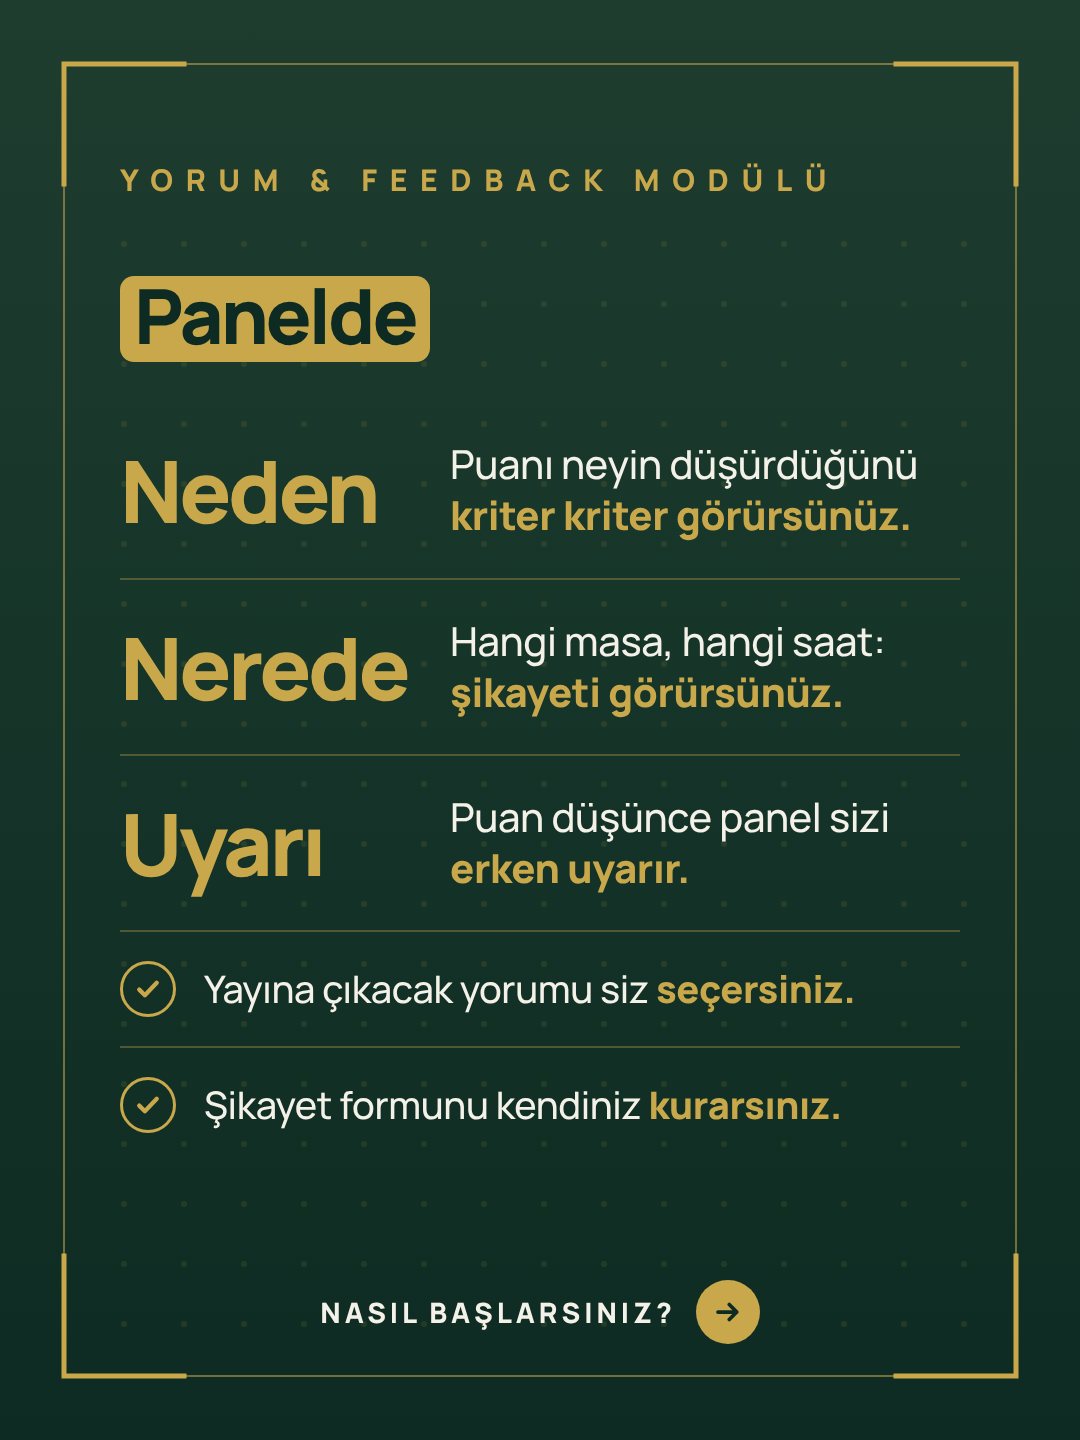 YORUM & FEEDBACK MODÜLÜ
Panelde
Neden
Puanı neyin düşürdüğünü
kriter kriter görürsünüz.
Nerede
Hangi masa, hangi saat:
şikayeti görürsünüz.
Uyarı
Puan düşünce panel sizi
erken uyarır.
Yayına çıkacak yorumu siz seçersiniz.
Şikayet formunu kendiniz kurarsınız.
NASIL BAŞLARSINIZ?